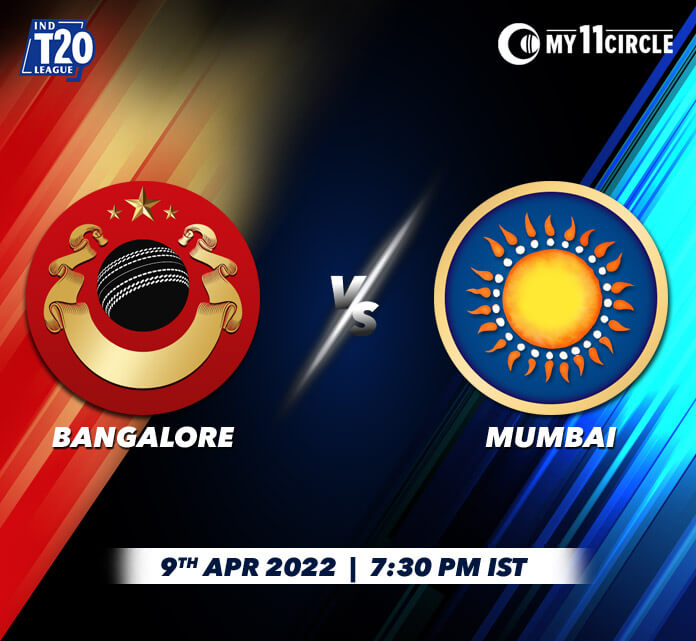 IND
T20
LEAGUE
MY11CIRCLE
VS
BANGALORE
MUMBAI
9TH APR 2022 | 7:30 PM IST